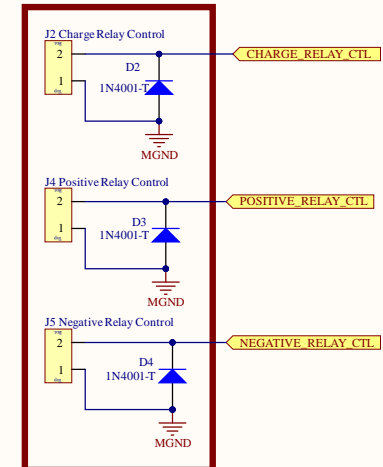 J2 Charge Relay Control
2
CHARGE_RELAY_CTL
D2
1
1N4001-T
MGND
J4 Positive Relay Control
2
POSITIVE_RELAY_CTL
D3
1
1N4001-T
MGND
J5 Negative Relay Control
2
NEGATIVE_RELAY_CTL
D4
1
1N4001-T
MGND